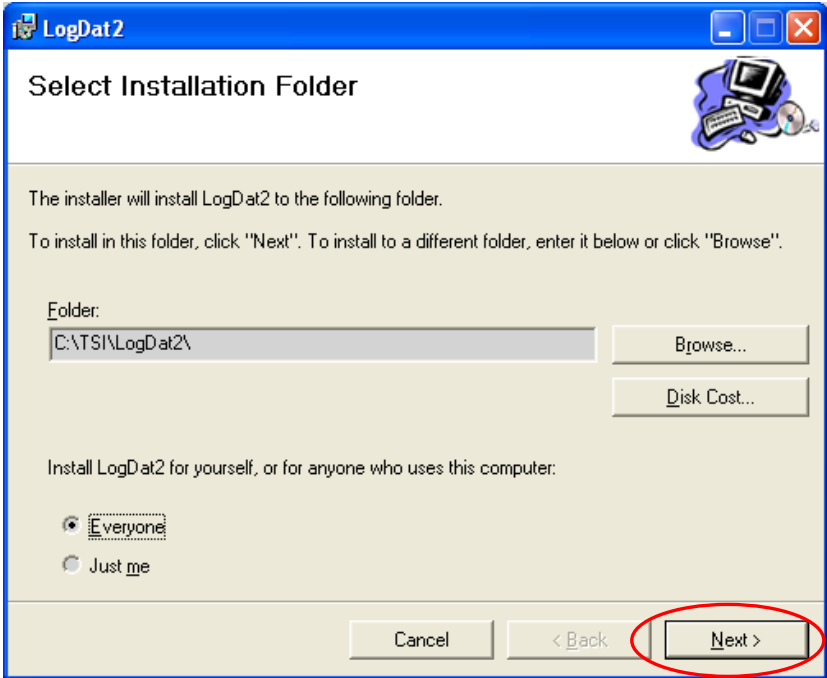 LogDat2
Select Installation Folder
The installer will install LogDat2 to the following folder.
To install in this folder, click "Next". To install to a different folder, enter it below or click "Browse".
Folder:
C:\TSI\LogDat2\
Browse...
Disk Cost...
Install LogDat2 for yourself, or for anyone who uses this computer:
Everyone
Just me
Cancel
< Back
Next >